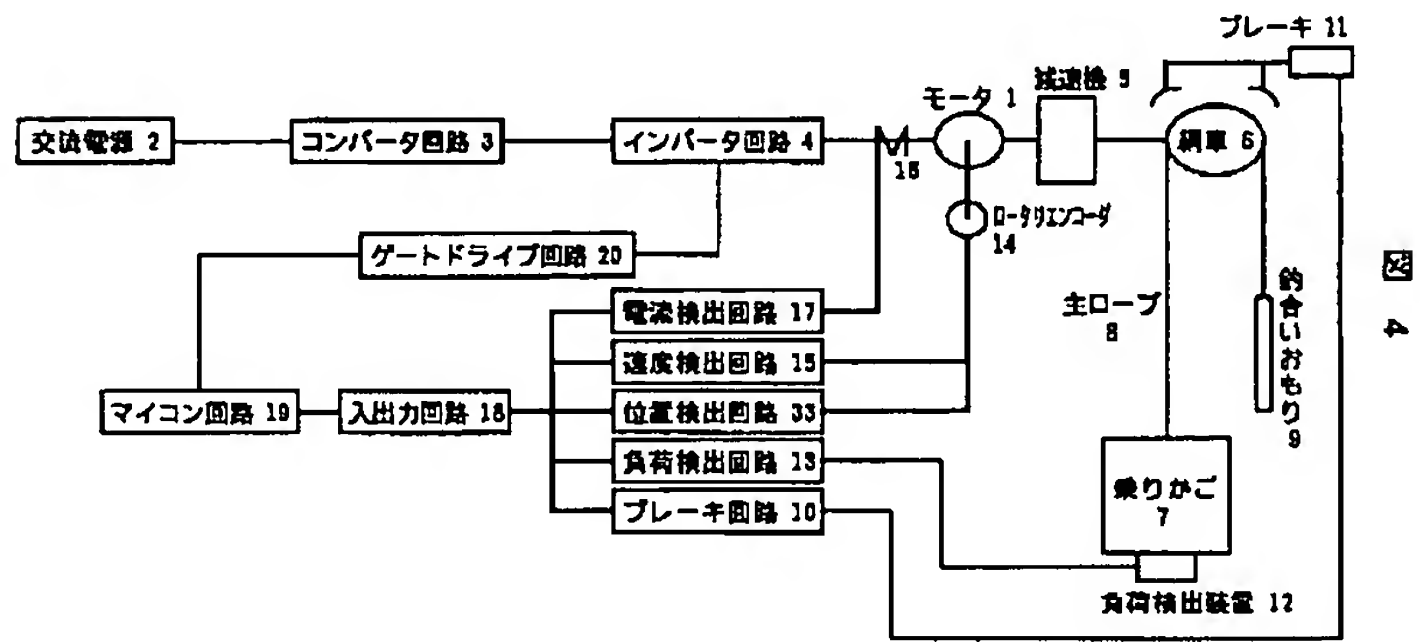 ブレーキ 11
減速機 5
モータ 1
交流電源 2
コンバータ回路 3
インバータ回路 4
16
綱車 6
ロータリエンコーダ
14
ゲートドライブ回路 20
電流検出回路 17
主ロープ
8
釣合いおもり 9
図 4
速度検出回路 15
マイコン回路 19
入出力回路 18
位置検出回路 33
負荷検出回路 13
乗りかご
7
ブレーキ回路 10
負荷検出装置 12